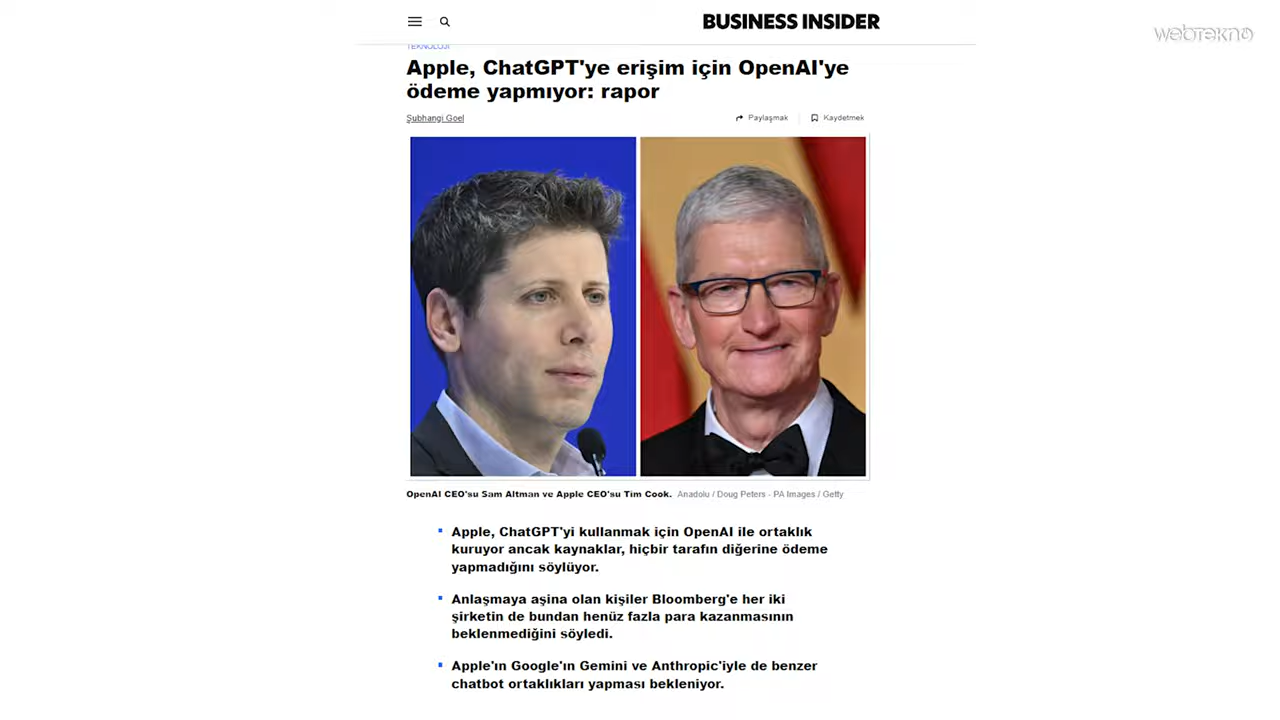 BUSINESS INSIDER
webtekno
TEKNOLOJİ
Apple, ChatGPT'ye erişim için OpenAI'ye
ödeme yapmıyor: rapor
Şubhangi Goel
Paylaşmak
Kaydetmek
OpenAI CEO'su Sam Altman ve Apple CEO'su Tim Cook. Anadolu / Doug Peters - PA Images / Getty
Apple, ChatGPT'yi kullanmak için OpenAI ile ortaklık
kuruyor ancak kaynaklar, hiçbir tarafın diğerine ödeme
yapmadığını söylüyor.
Anlaşmaya aşina olan kişiler Bloomberg'e her iki
şirketin de bundan henüz fazla para kazanmasının
beklenmediğini söyledi.
Apple'ın Google'ın Gemini ve Anthropic'iyle de benzer
chatbot ortaklıkları yapması bekleniyor.